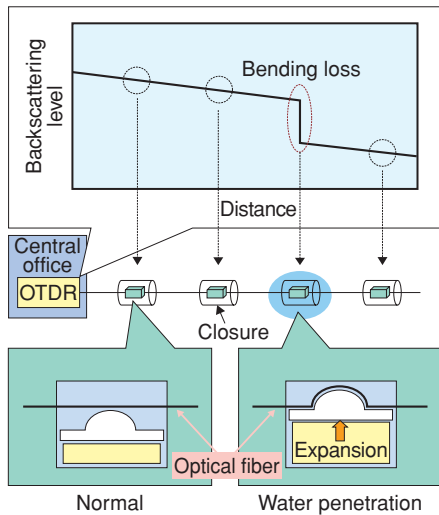 Backscattering
level
Bending loss
Distance
Central
office
OTDR
Closure
Optical fiber
Expansion
Normal
Water penetration